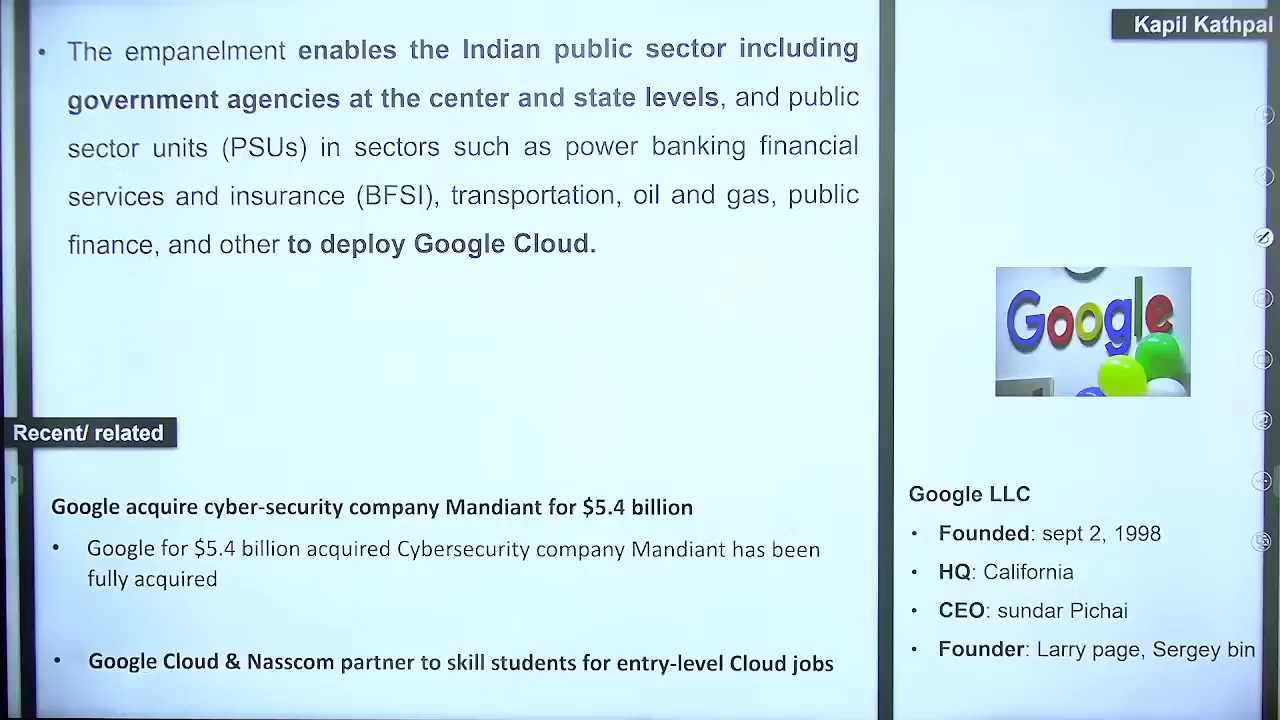 Kapil Kathpal
• The empanelment enables the Indian public sector including
government agencies at the center and state levels, and public
sector units (PSUs) in sectors such as power banking financial
services and insurance (BFSI), transportation, oil and gas, public
finance, and other to deploy Google Cloud.
Google
Recent/ related
Google acquire cyber-security company Mandiant for $5.4 billion
• Google for $5.4 billion acquired Cybersecurity company Mandiant has been
fully acquired
• Google Cloud & Nasscom partner to skill students for entry-level Cloud jobs
Google LLC
• Founded: sept 2, 1998
• HQ: California
• CEO: sundar Pichai
• Founder: Larry page, Sergey bin